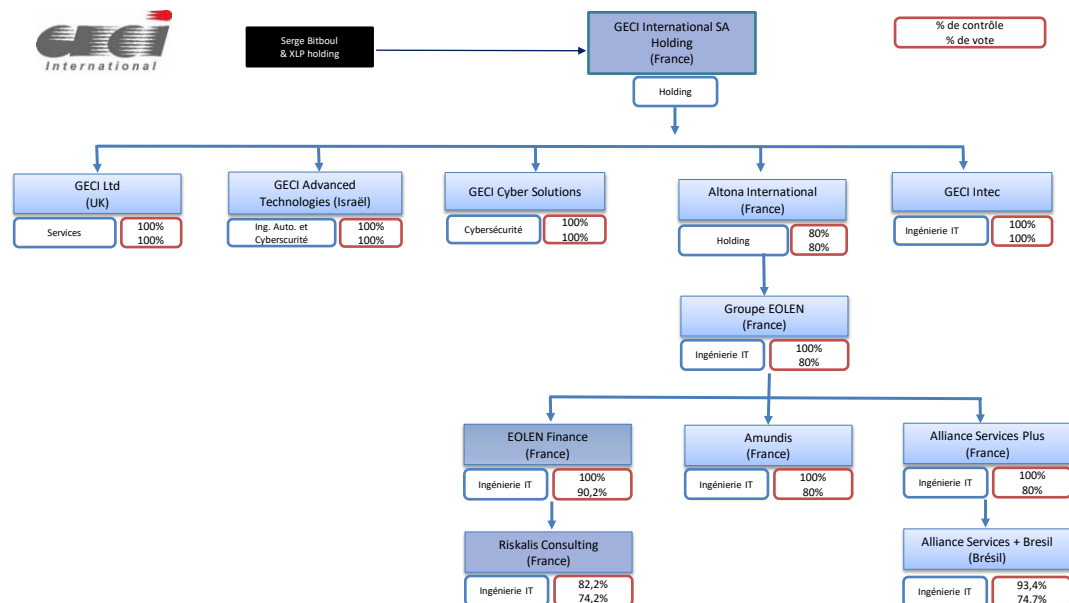 GECI
International
Serge Bitboul
& XLP holding
GECI International SA
Holding
(France)
% de contrôle
% de vote
Holding
GECI Ltd
(UK)
Services
100%
100%
GECI Advanced
Technologies (Israël)
Ing. Auto. et
Cyberscurité
100%
100%
GECI Cyber Solutions
Cybersécurité
100%
100%
Altona International
(France)
Holding
80%
80%
GECI Intec
Ingénierie IT
100%
100%
Groupe EOLEN
(France)
Ingénierie IT
100%
80%
EOLEN Finance
(France)
Ingénierie IT
100%
90,2%
Amundis
(France)
Ingénierie IT
100%
80%
Alliance Services Plus
(France)
Ingénierie IT
100%
80%
Riskalis Consulting
(France)
Ingénierie IT
82,2%
74,2%
Alliance Services + Bresil
(Brésil)
Ingénierie IT
93,4%
74,7%